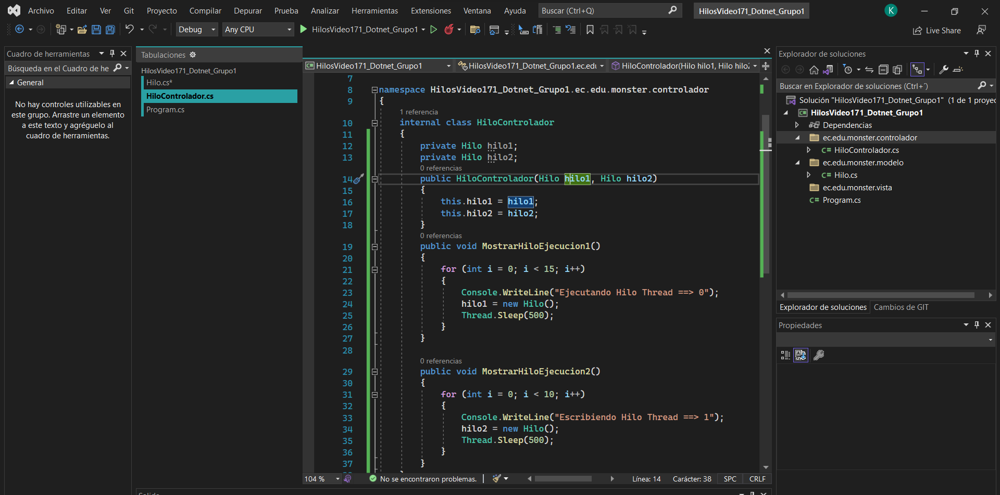 Archivo Editar Ver Git Proyecto Compilar Depurar Prueba Analizar Herramientas Extensiones Ventana Ayuda Buscar (Ctrl+Q) HilosVideo171_Dotnet_Grupo1 K
Debug Any CPU HilosVideo171_Dotnet_Grupo1 Live Share
Cuadro de herramientas
Búsqueda en el Cuadro de he
General
No hay controles utilizables en
este grupo. Arrastre un elemento
a este texto y agréguelo al
cuadro de herramientas.
Tabulaciones
HilosVideo171_Dotnet_Grupo1
Hilo.cs*
HiloControlador.cs
Program.cs
HilosVideo171_Dotnet_Grupo1 HilosVideo171_Dotnet_Grupo1.ec.edu HiloControlador(Hilo hilo1, Hilo hilo2
7
8 namespace HilosVideo171_Dotnet_Grupo1.ec.edu.monster.controlador
9 {
1 referencia
10 internal class HiloControlador
11 {
12 private Hilo hilo1;
13 private Hilo hilo2;
0 referencias
14 public HiloControlador(Hilo hilo1, Hilo hilo2)
15 {
16 this.hilo1 = hilo1;
17 this.hilo2 = hilo2;
18 }
0 referencias
19 public void MostrarHiloEjecucion1()
20 {
21 for (int i = 0; i < 15; i++)
22 {
23 Console.WriteLine("Ejecutando Hilo Thread ==> 0");
24 hilo1 = new Hilo();
25 Thread.Sleep(500);
26 }
27 }
28
0 referencias
29 public void MostrarHiloEjecucion2()
30 {
31 for (int i = 0; i < 10; i++)
32 {
33 Console.WriteLine("Escribiendo Hilo Thread ==> 1");
34 hilo2 = new Hilo();
35 Thread.Sleep(500);
36 }
37 }
104 % No se encontraron problemas. Línea: 14 Carácter: 38 SPC CRLF
Explorador de soluciones
Buscar en Explorador de soluciones (Ctrl+´)
Solución "HilosVideo171_Dotnet_Grupo1" (1 de 1 proyec
C# HilosVideo171_Dotnet_Grupo1
Dependencias
ec.edu.monster.controlador
C# HiloControlador.cs
ec.edu.monster.modelo
C# Hilo.cs
ec.edu.monster.vista
C# Program.cs
Explorador de soluciones Cambios de GIT
Propiedades